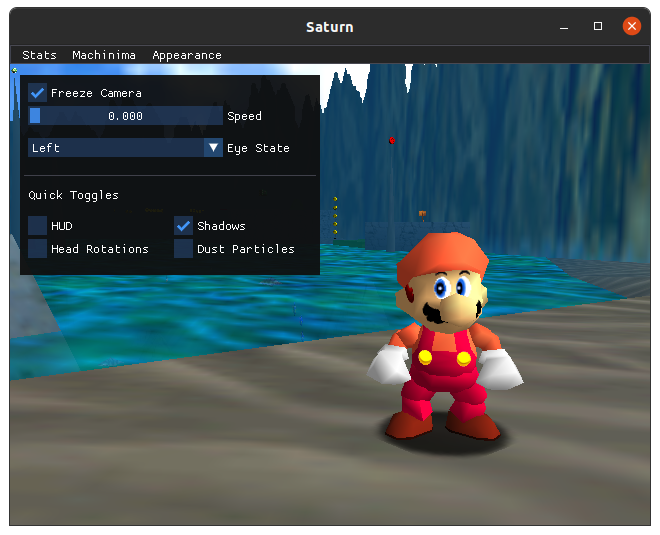 Saturn
Stats Machinima Appearance
Freeze Camera
0.000 Speed
Left Eye State
Quick Toggles
HUD Shadows
Head Rotations Dust Particles